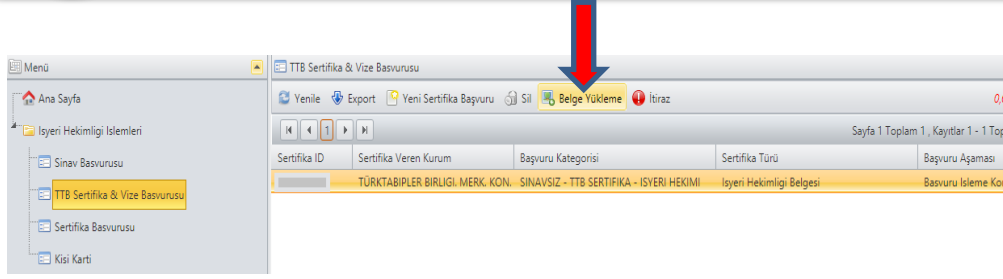 Menü
Ana Sayfa
Isyeri Hekimligi Islemleri
Sinav Basvurusu
TTB Sertifika & Vize Basvurusu
Sertifika Basvurusu
Kisi Karti
TTB Sertifika & Vize Basvurusu
Yenile Export Yeni Sertifika Başvuru Sil Belge Yükleme İtiraz
1 Sayfa 1 Toplam 1 , Kayıtlar 1 - 1
Sertifika ID Sertifika Veren Kurum Başvuru Kategorisi Sertifika Türü Başvuru Aşaması
TÜRKTABIPLER BIRLIGI. MERK. KON. SINAVSIZ - TTB SERTIFIKA - ISYERI HEKIMI Isyeri Hekimligi Belgesi Basvuru Isleme